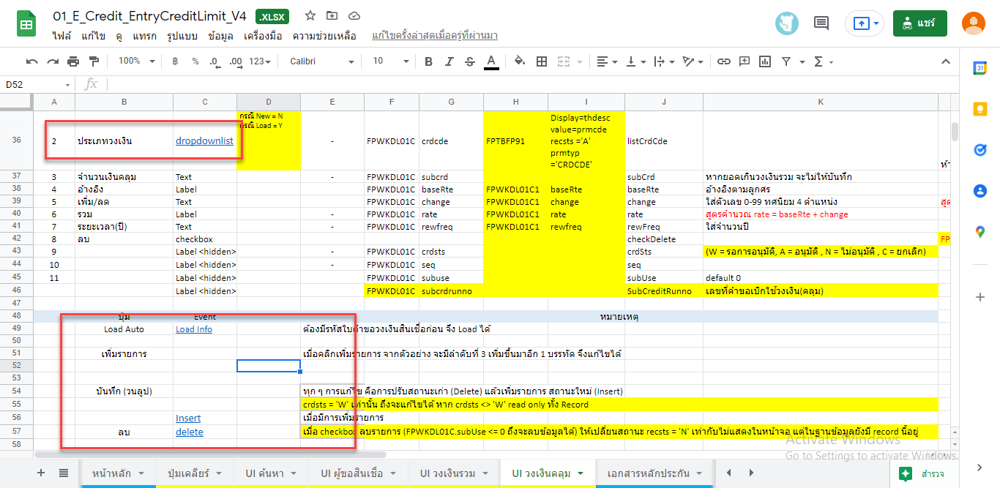 01_E_Credit_EntryCreditLimit_V4 .XLSX
ไฟล์ แก้ไข ดู แทรก รูปแบบ ข้อมูล เครื่องมือ ความช่วยเหลือ แก้ไขครั้งล่าสุดเมื่อครู่ที่ผ่านมา
แชร์
100% ฿ % .0 .00 123 Calibri 10 B I S A
31
D52 fx
A B C D E F G H I J K
กรณี New = N
กรณี Load = Y
Display=thdesc
value=prmcde
recsts ='A'
prmtyp
='CRDCDE'
36 2 ประเภทวงเงิน dropdownlist - FPWKDL01C crdcde FPTBFP91 listCrdCde
37 3 จำนวนเงินคลุม Text - FPWKDL01C subcrd subCrd หากยอดเกินวงเงินรวม จะไม่ให้บันทึก
38 4 อ้างอิง Label FPWKDL01C baseRte FPWKDL01C1 baseRte baseRte อ้างอิงตามลูกศร
39 5 เพิ่ม/ลด Text FPWKDL01C change FPWKDL01C1 change change ใส่ตัวเลข 0-99 ทศนิยม 4 ตำแหน่ง
40 6 รวม Label - FPWKDL01C rate FPWKDL01C1 rate rate สูตรคำนวณ rate = baseRte + change
41 7 ระยะเวลา(ปี) Text - FPWKDL01C rewfreq FPWKDL01C1 rewfreq rewFreq ใส่จำนวนปี
42 8 ลบ checkbox checkDelete FP
43 9 Label <hidden> - FPWKDL01C crdsts crdSts (W = รอการอนุมัติ, A = อนุมัติ , N = ไม่อนุมัติ , C = ยกเลิก)
44 10 Label <hidden> - FPWKDL01C seq seq
45 11 Label <hidden> FPWKDL01C subuse subUse default 0
46 Label <hidden> FPWKDL01C subcrdrunno SubCreditRunno เลขที่คำขอเบิกใช้วงเงิน(คลุม)
47
48 ปุ่ม Event หมายเหตุ
49 Load Auto Load Info ต้องมีรหัสใบคำขอวงเงินสินเชื่อก่อน จึง Load ได้
50
51 เพิ่มรายการ เมื่อคลิกเพิ่มรายการ จากตัวอย่าง จะมีลำดับที่ 3 เพิ่มขึ้นมาอีก 1 บรรทัด จึงแก้ไขได้
52
53
54 บันทึก (วนลูป) ทุก ๆ การแก้ไข คือการปรับสถานะเก่า (Delete) แล้วเพิ่มรายการ สถานะใหม่ (Insert)
55 crdsts = 'W' เท่านั้น ถึงจะแก้ไขได้ หาก crdsts <> 'W' read only ทั้ง Record
56 Insert เมื่อมีการเพิ่มรายการ
57 ลบ delete เมื่อ checkbox ลบรายการ (FPWKDL01C.subUse <= 0 ถึงจะลบข้อมูลได้) ให้เปลี่ยนสถานะ recsts = 'N' เท่ากับไม่แสดงในหน้าจอ แต่ในฐานข้อมูลยังมี record นี้อยู่
58
Activate Windows
Go to Settings to activate Windows.
หน้าหลัก ปุ่มเคลียร์ UI ค้นหา UI ผู้ขอสินเชื่อ UI วงเงินรวม UI วงเงินคลุม เอกสารหลักประกัน สำรวจ